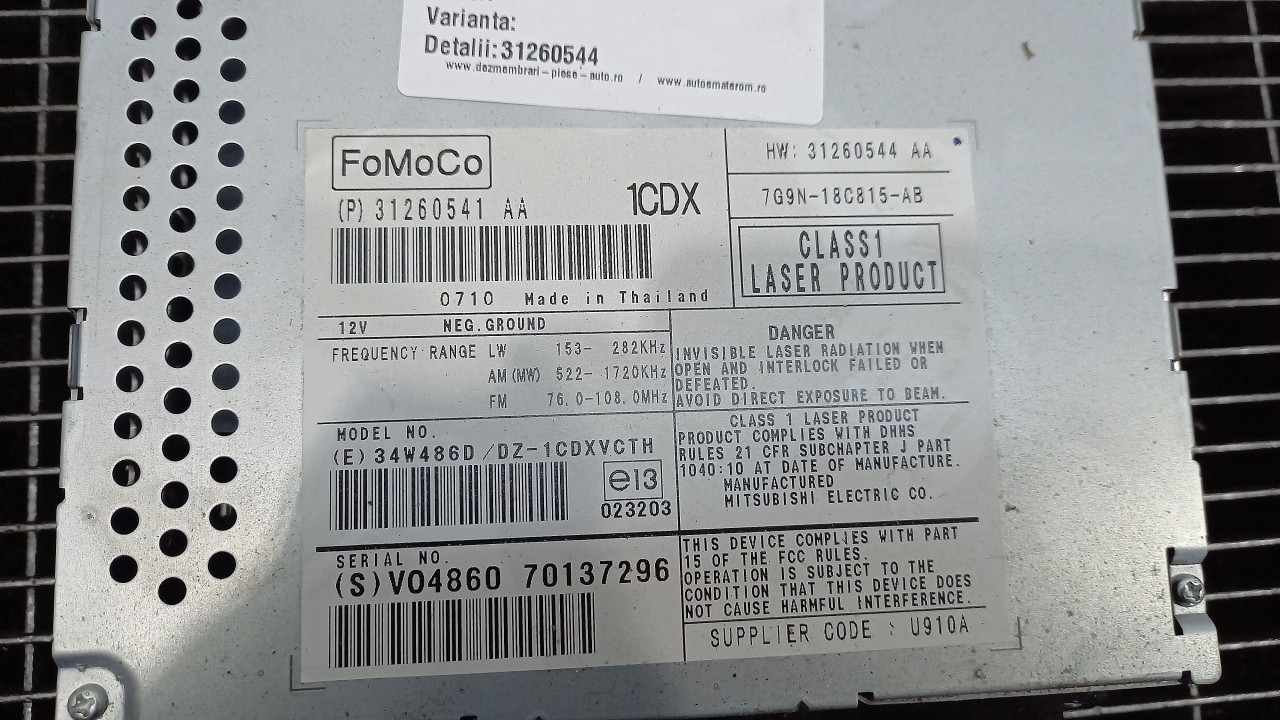 Varianta:
Detalii:31260544
www.dezmembrari-piese-auto.ro / www.autoematerom.ro
FoMoCo
(P) 31260541 AA
1CDX
0710 Made in Thailand
HW: 31260544 AA
7G9N-18C815-AB
CLASS1
LASER PRODUCT
12V NEG.GROUND
FREQUENCY RANGE LW 153- 282KHz
AM (MW) 522- 1720KHz
FM 76.0-108.0MHz
DANGER
INVISIBLE LASER RADIATION WHEN
OPEN AND INTERLOCK FAILED OR
DEFEATED.
AVOID DIRECT EXPOSURE TO BEAM.
MODEL NO.
(E) 34W486D /DZ-1CDXVCTH
e13
023203
CLASS 1 LASER PRODUCT
PRODUCT COMPLIES WITH DHHS
RULES 21 CFR SUBCHAPTER J PART
1040:10 AT DATE OF MANUFACTURE.
MANUFACTURED
MITSUBISHI ELECTRIC CO.
SERIAL NO.
(S) VO4860 70137296
THIS DEVICE COMPLIES WITH PART
15 OF THE FCC RULES.
OPERATION IS SUBJECT TO THE
CONDITION THAT THIS DEVICE DOES
NOT CAUSE HARMFUL INTERFERENCE.
SUPPLIER CODE : U910A